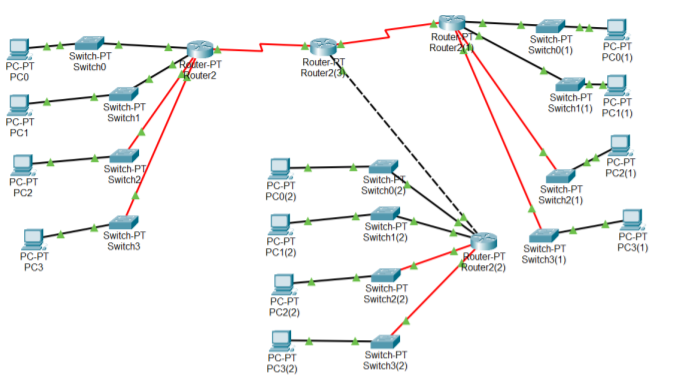 PC-PT
PC0
Switch-PT
Switch0
Router-PT
Router2
Router-PT
Router2(3)
Router-PT
Router2(1)
Switch-PT
Switch0(1)
PC-PT
PC0(1)
PC-PT
PC1
Switch-PT
Switch1
Switch-PT
Switch1(1)
PC-PT
PC1(1)
PC-PT
PC2
Switch-PT
Switch2
PC-PT
PC0(2)
Switch-PT
Switch0(2)
Switch-PT
Switch2(1)
PC-PT
PC2(1)
PC-PT
PC3
Switch-PT
Switch3
PC-PT
PC1(2)
Switch-PT
Switch1(2)
Router-PT
Router2(2)
Switch-PT
Switch3(1)
PC-PT
PC3(1)
PC-PT
PC2(2)
Switch-PT
Switch2(2)
PC-PT
PC3(2)
Switch-PT
Switch3(2)